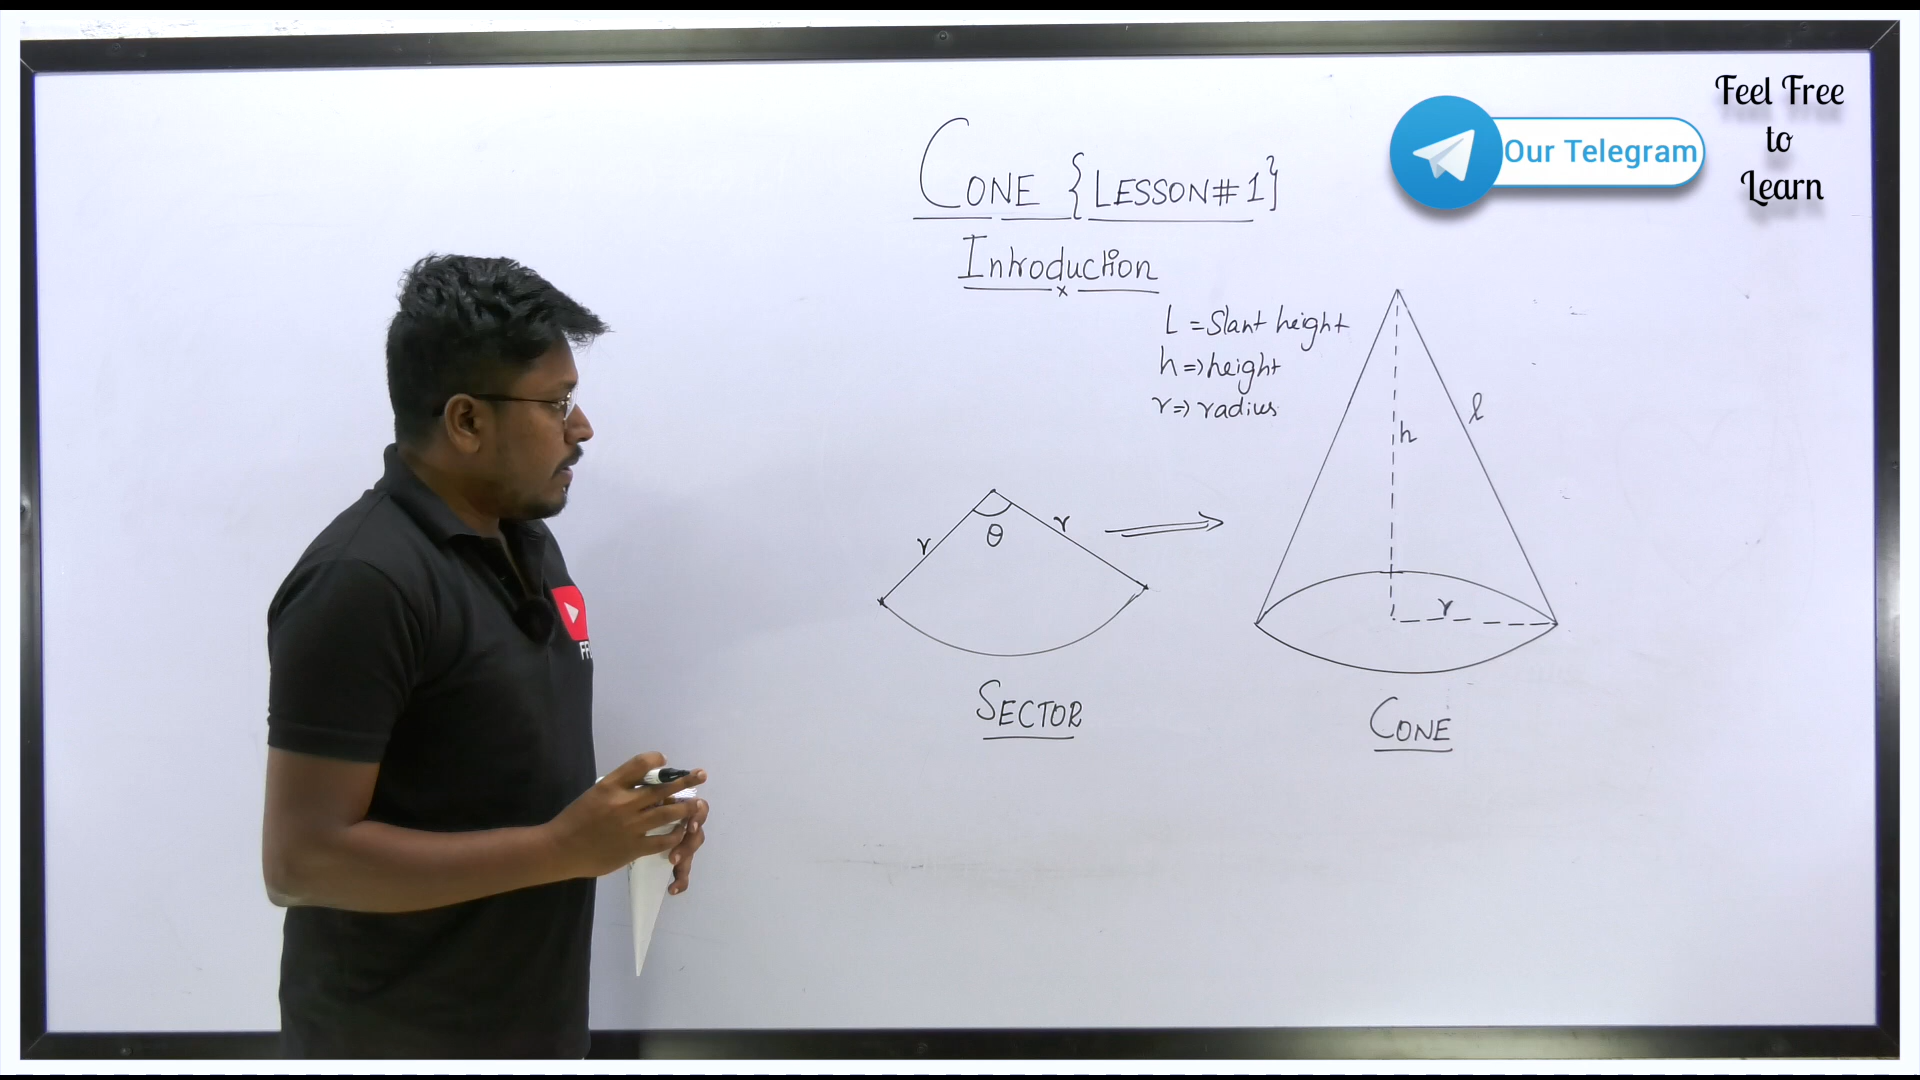 Feel Free
to
Learn
Our Telegram
CONE {LESSON#1}
Introduction
x
L = Slant height
h => height
r => radius
l
h
r
r
r
θ
SECTOR
CONE